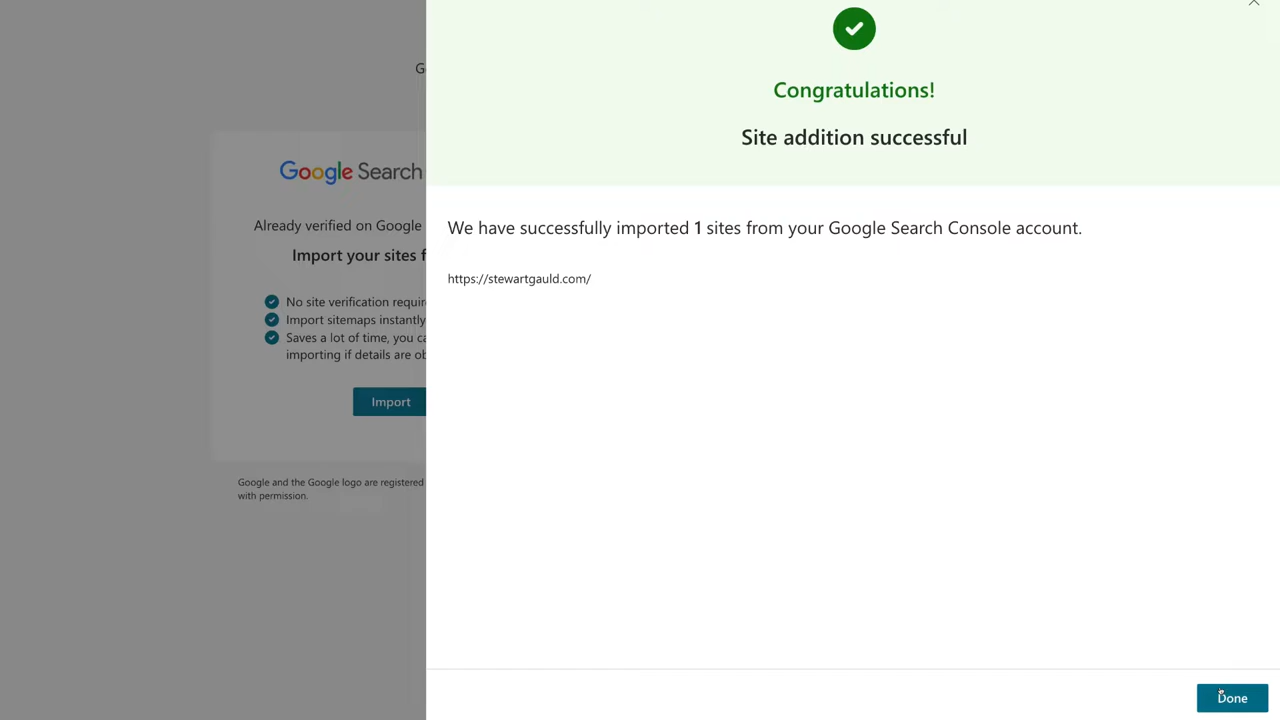 Congratulations!
Site addition successful
We have successfully imported 1 sites from your Google Search Console account.
https://stewartgauld.com/
Done
G
Google Search
Already verified on Google
Import your sites f
No site verification requir
Import sitemaps instantly
Saves a lot of time, you ca
importing if details are ob
Import
Google and the Google logo are registered
with permission.